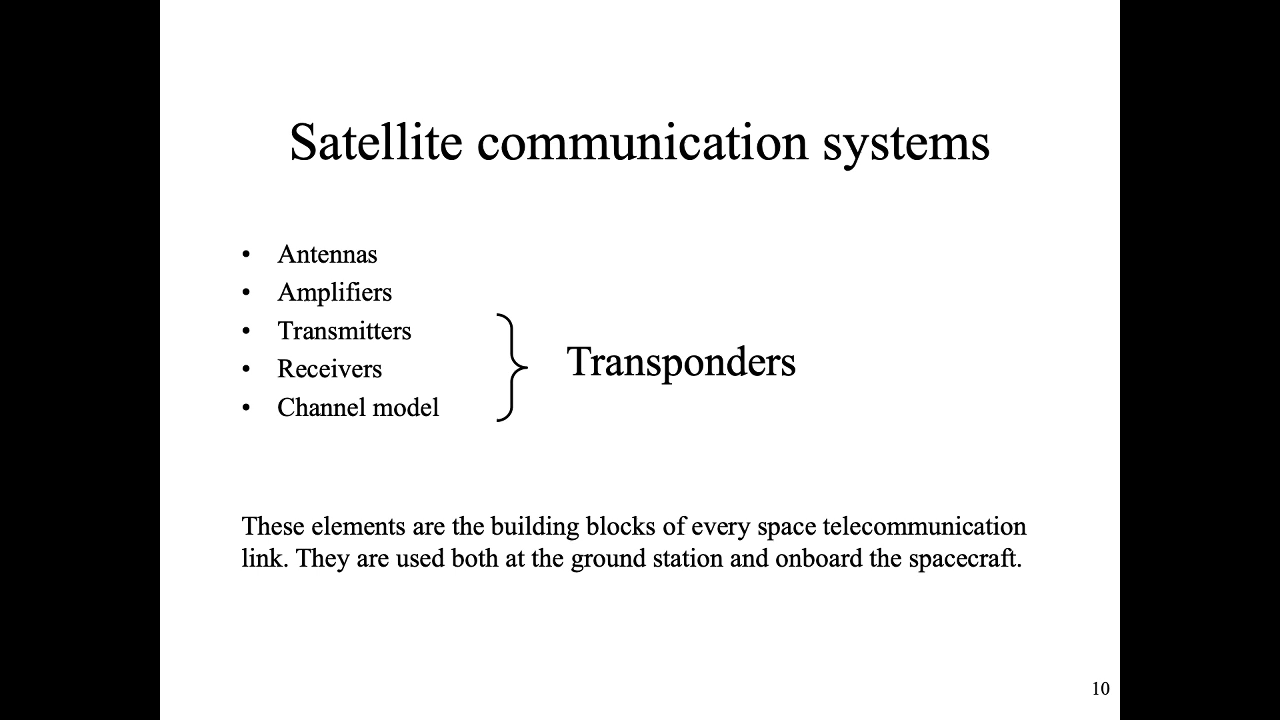 Satellite communication systems
• Antennas
• Amplifiers
• Transmitters
• Receivers
• Channel model
Transponders
These elements are the building blocks of every space telecommunication
link. They are used both at the ground station and onboard the spacecraft.
10